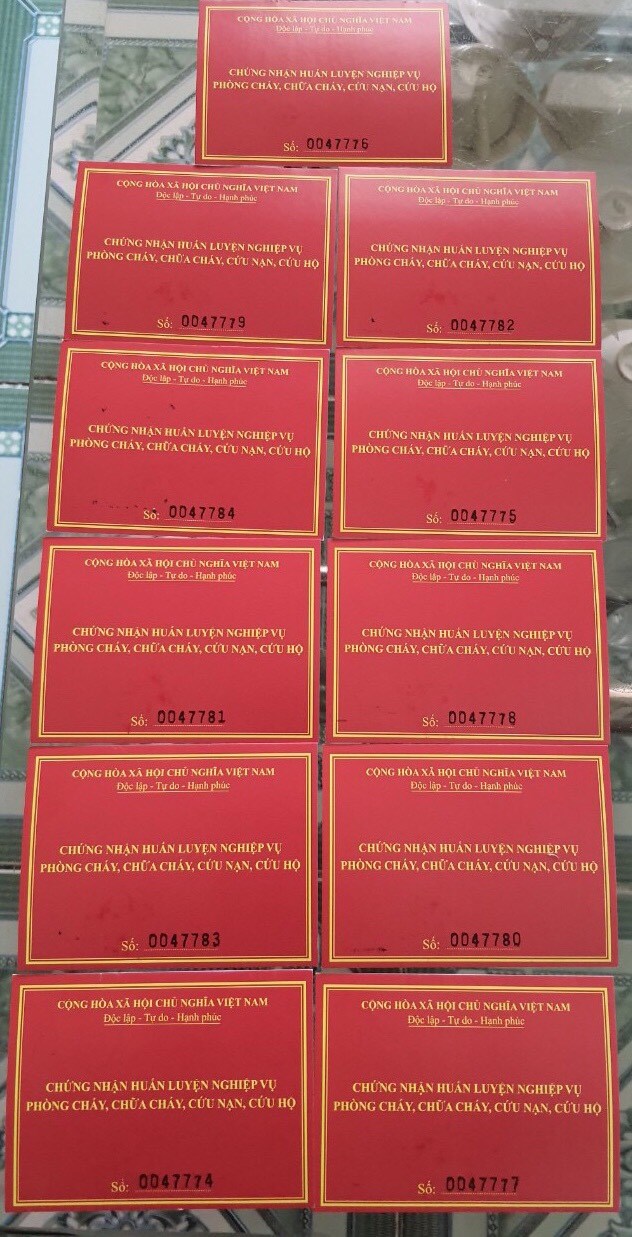 CỘNG HÒA XÃ HỘI CHỦ NGHĨA VIỆT NAM
Độc lập - Tự do - Hạnh phúc
CHỨNG NHẬN HUẤN LUYỆN NGHIỆP VỤ
PHÒNG CHÁY, CHỮA CHÁY, CỨU NẠN, CỨU HỘ
Số: 0047776
CỘNG HÒA XÃ HỘI CHỦ NGHĨA VIỆT NAM
Độc lập - Tự do - Hạnh phúc
CHỨNG NHẬN HUẤN LUYỆN NGHIỆP VỤ
PHÒNG CHÁY, CHỮA CHÁY, CỨU NẠN, CỨU HỘ
Số: 0047779
CỘNG HÒA XÃ HỘI CHỦ NGHĨA VIỆT NAM
Độc lập - Tự do - Hạnh phúc
CHỨNG NHẬN HUẤN LUYỆN NGHIỆP VỤ
PHÒNG CHÁY, CHỮA CHÁY, CỨU NẠN, CỨU HỘ
Số: 0047782
CỘNG HÒA XÃ HỘI CHỦ NGHĨA VIỆT NAM
Độc lập - Tự do - Hạnh phúc
CHỨNG NHẬN HUẤN LUYỆN NGHIỆP VỤ
PHÒNG CHÁY, CHỮA CHÁY, CỨU NẠN, CỨU HỘ
Số: 0047784
CỘNG HÒA XÃ HỘI CHỦ NGHĨA VIỆT NAM
Độc lập - Tự do - Hạnh phúc
CHỨNG NHẬN HUẤN LUYỆN NGHIỆP VỤ
PHÒNG CHÁY, CHỮA CHÁY, CỨU NẠN, CỨU HỘ
Số: 0047775
CỘNG HÒA XÃ HỘI CHỦ NGHĨA VIỆT NAM
Độc lập - Tự do - Hạnh phúc
CHỨNG NHẬN HUẤN LUYỆN NGHIỆP VỤ
PHÒNG CHÁY, CHỮA CHÁY, CỨU NẠN, CỨU HỘ
Số: 0047781
CỘNG HÒA XÃ HỘI CHỦ NGHĨA VIỆT NAM
Độc lập - Tự do - Hạnh phúc
CHỨNG NHẬN HUẤN LUYỆN NGHIỆP VỤ
PHÒNG CHÁY, CHỮA CHÁY, CỨU NẠN, CỨU HỘ
Số: 0047778
CỘNG HÒA XÃ HỘI CHỦ NGHĨA VIỆT NAM
Độc lập - Tự do - Hạnh phúc
CHỨNG NHẬN HUẤN LUYỆN NGHIỆP VỤ
PHÒNG CHÁY, CHỮA CHÁY, CỨU NẠN, CỨU HỘ
Số: 0047783
CỘNG HÒA XÃ HỘI CHỦ NGHĨA VIỆT NAM
Độc lập - Tự do - Hạnh phúc
CHỨNG NHẬN HUẤN LUYỆN NGHIỆP VỤ
PHÒNG CHÁY, CHỮA CHÁY, CỨU NẠN, CỨU HỘ
Số: 0047780
CỘNG HÒA XÃ HỘI CHỦ NGHĨA VIỆT NAM
Độc lập - Tự do - Hạnh phúc
CHỨNG NHẬN HUẤN LUYỆN NGHIỆP VỤ
PHÒNG CHÁY, CHỮA CHÁY, CỨU NẠN, CỨU HỘ
Số: 0047774
CỘNG HÒA XÃ HỘI CHỦ NGHĨA VIỆT NAM
Độc lập - Tự do - Hạnh phúc
CHỨNG NHẬN HUẤN LUYỆN NGHIỆP VỤ
PHÒNG CHÁY, CHỮA CHÁY, CỨU NẠN, CỨU HỘ
Số: 0047777